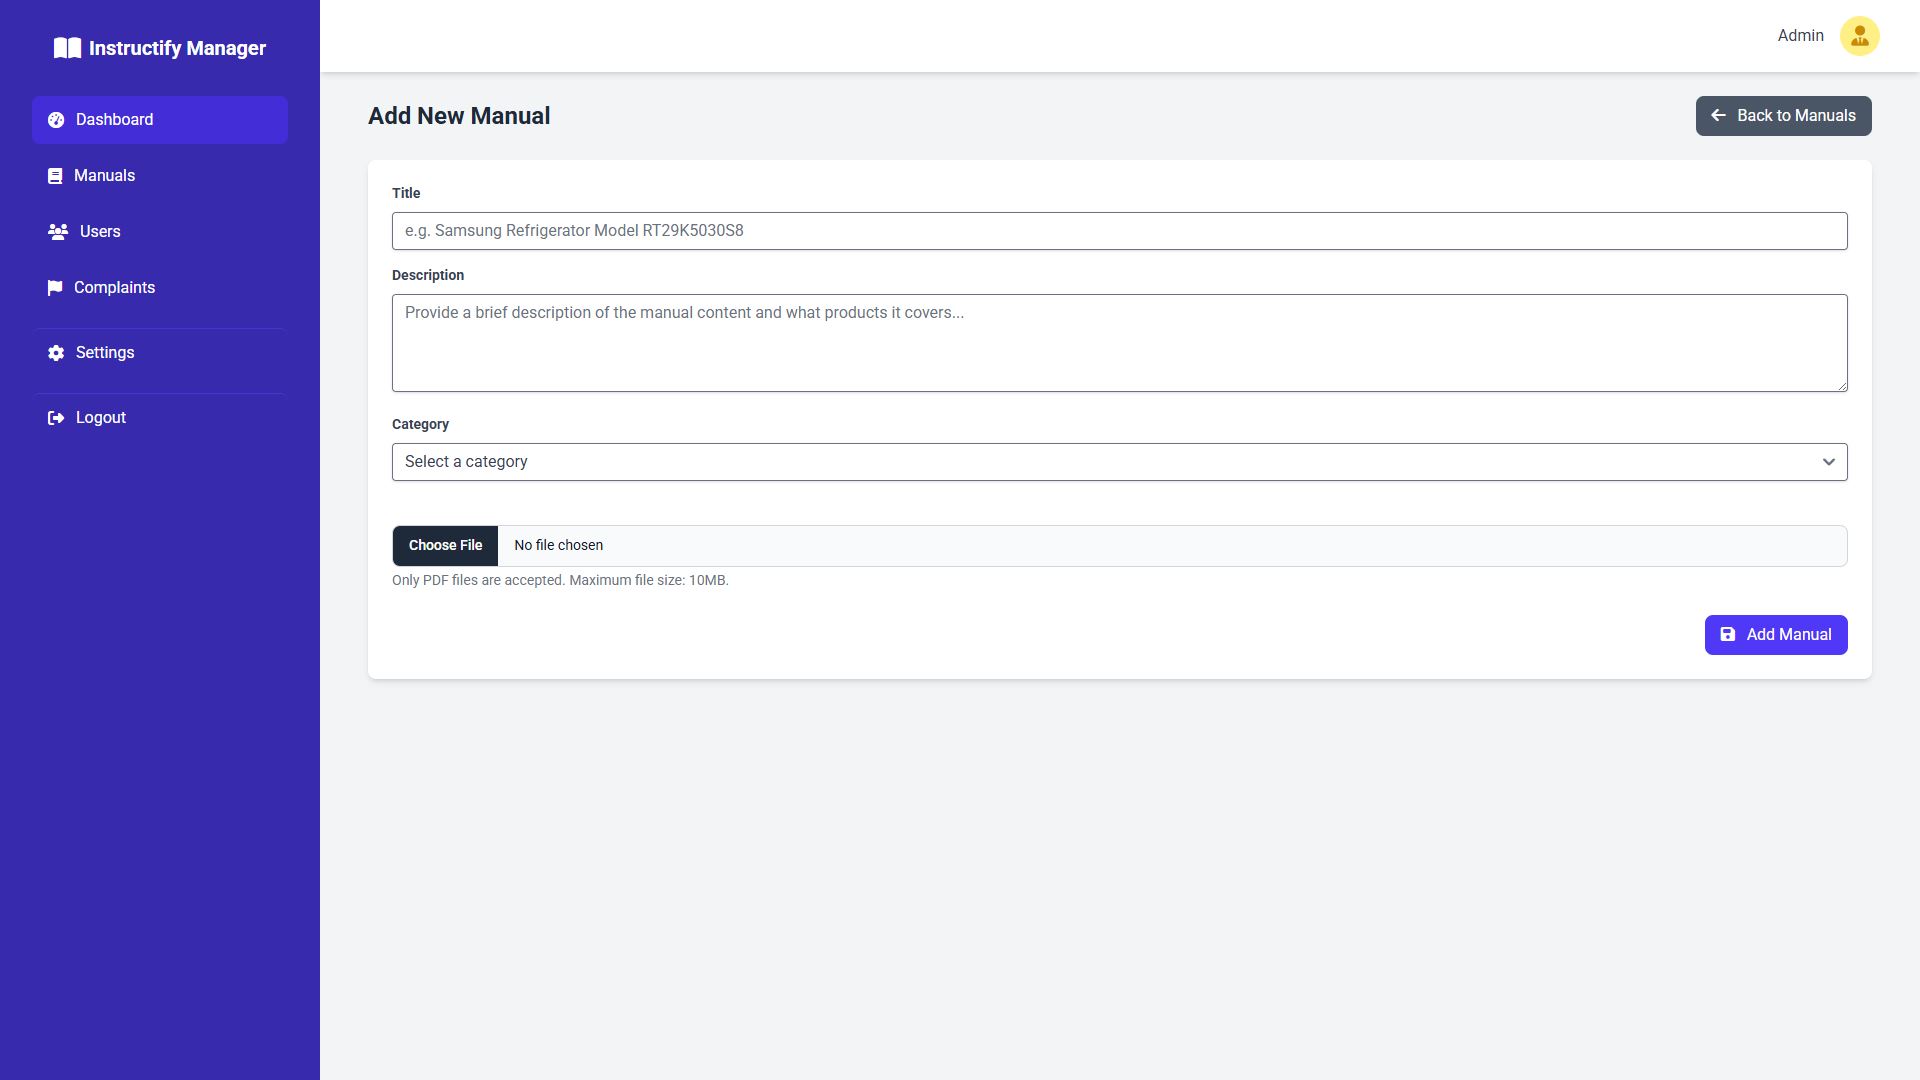 Instructify Manager
Admin
Dashboard
Manuals
Users
Complaints
Settings
Logout
Add New Manual
Back to Manuals
Title
e.g. Samsung Refrigerator Model RT29K5030S8
Description
Provide a brief description of the manual content and what products it covers...
Category
Select a category
Choose File No file chosen
Only PDF files are accepted. Maximum file size: 10MB.
Add Manual